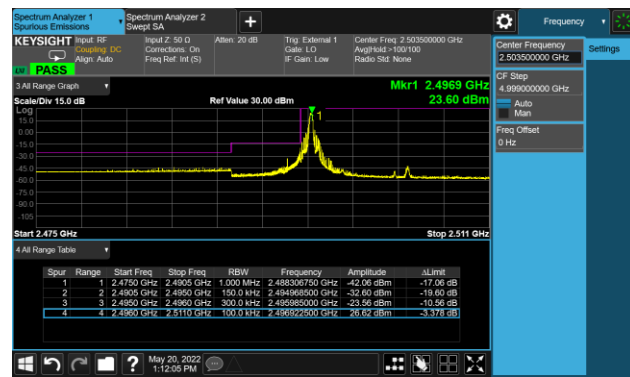 Spectrum Analyzer 1
Spurious Emissions
Spectrum Analyzer 2
Swept SA
Frequency
KEYSIGHT
Input: RF
Coupling: DC
Align: Auto
Input Z: 50 Ω
Corrections: On
Freq Ref: Int (S)
Atten: 20 dB
Trig: External 1
Gate: LO
IF Gain: Low
Center Freq: 2.503500000 GHz
Avg|Hold:>100/100
Radio Std: None
PASS
Center Frequency
2.503500000 GHz
Settings
CF Step
4.999000000 GHz
Auto
Man
Freq Offset
0 Hz
3 All Range Graph
Mkr1 2.4969 GHz
23.60 dBm
Scale/Div 15.0 dB
Ref Value 30.00 dBm
Log
15.0
0.00
-15.0
-30.0
-45.0
-60.0
-75.0
-90.0
-105
1
Start 2.475 GHz
Stop 2.511 GHz
4 All Range Table
Spur Range Start Freq Stop Freq RBW Frequency Amplitude ΔLimit
1 1 2.4750 GHz 2.4905 GHz 1.000 MHz 2.488306750 GHz -42.06 dBm -17.06 dB
2 2 2.4905 GHz 2.4950 GHz 150.0 kHz 2.494968500 GHz -32.60 dBm -19.60 dB
3 3 2.4950 GHz 2.4960 GHz 300.0 kHz 2.495985000 GHz -23.56 dBm -10.56 dB
4 4 2.4960 GHz 2.5110 GHz 100.0 kHz 2.496922500 GHz 26.62 dBm -3.378 dB
May 20, 2022
1:12:05 PM